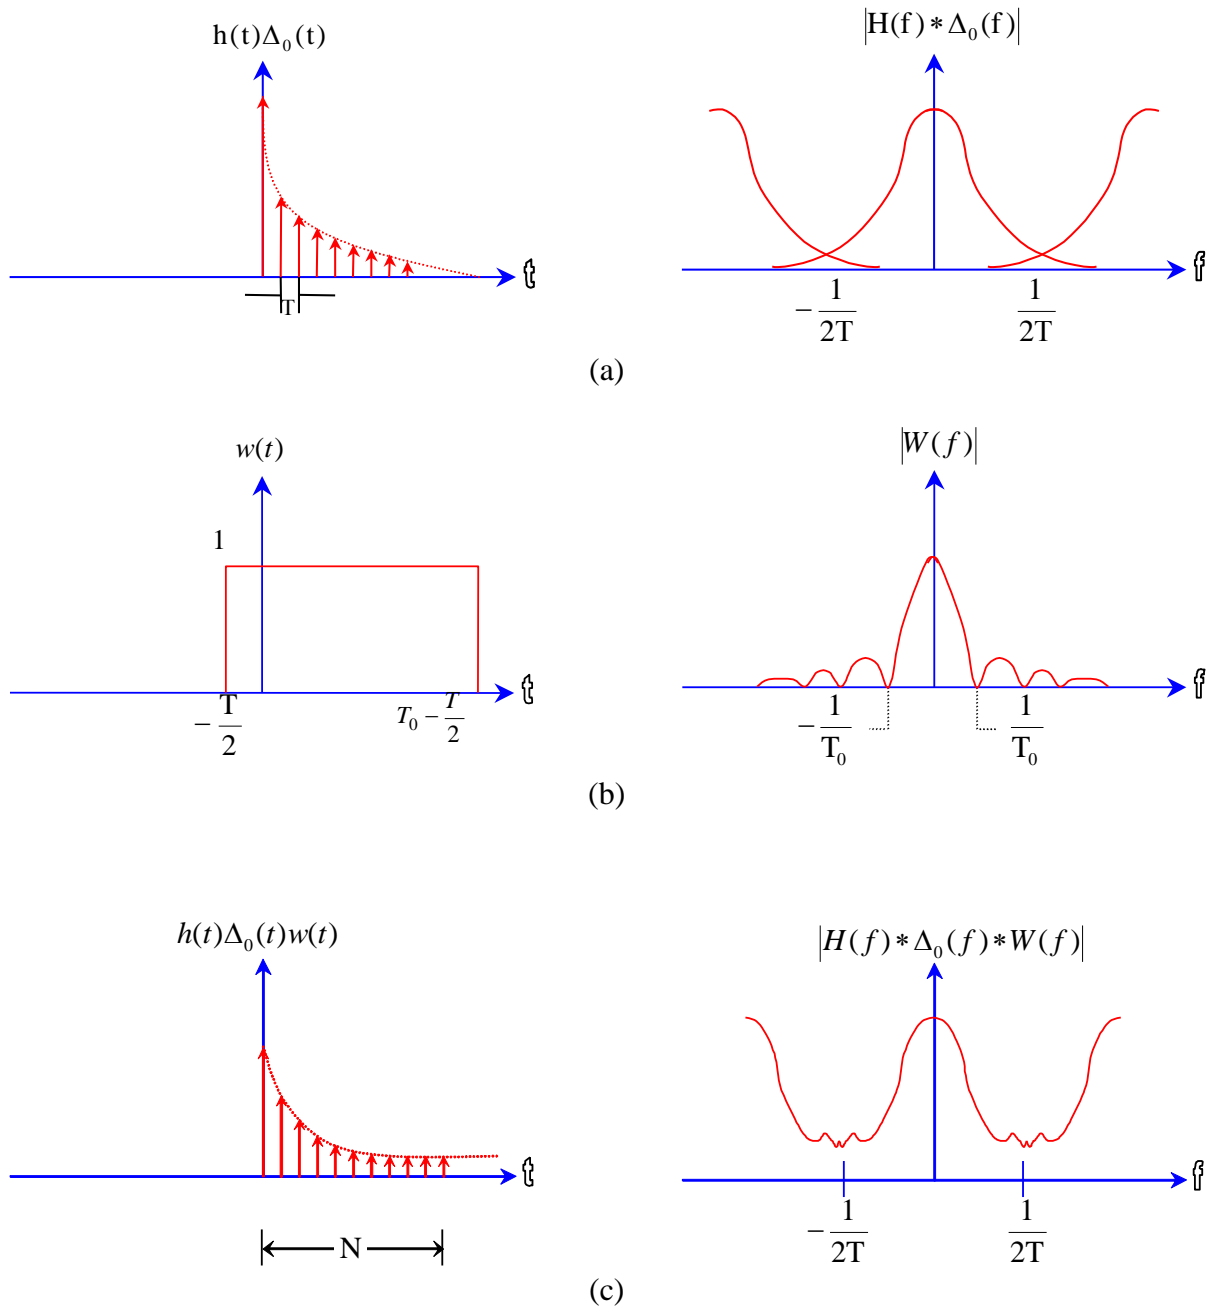 h(t)Δ₀(t)
|H(f) * Δ₀(f)|
t
T
f
-1/2T
1/2T
(a)
w(t)
|W(f)|
1
t
-T/2
T₀ - T/2
f
-1/T₀
1/T₀
(b)
h(t)Δ₀(t)w(t)
|H(f) * Δ₀(f) * W(f)|
t
f
-1/2T
1/2T
N
(c)